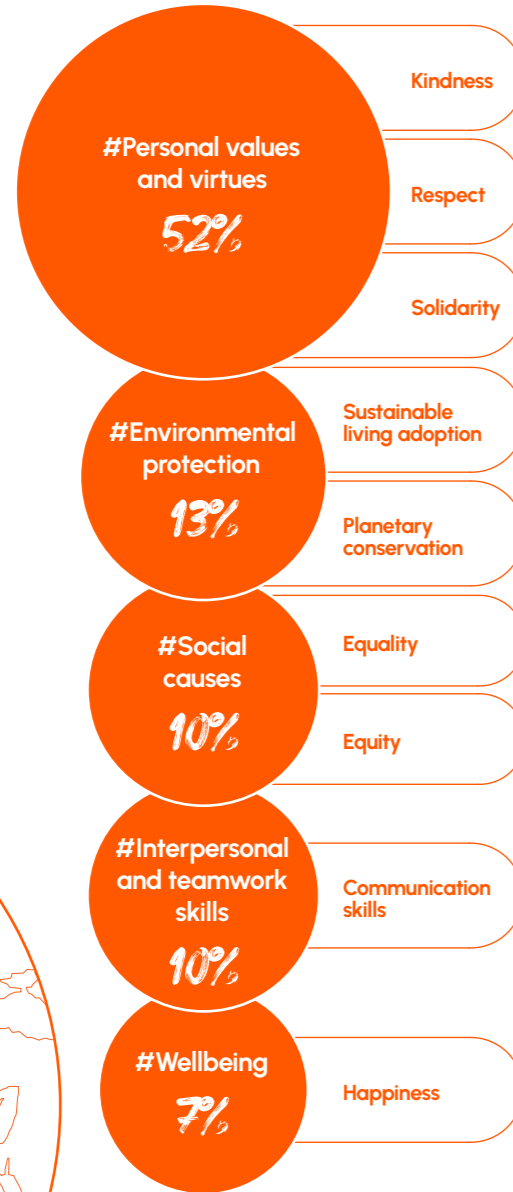 #Personal values
and virtues
52%
Kindness
Respect
Solidarity
#Environmental
protection
13%
Sustainable
living adoption
Planetary
conservation
#Social
causes
10%
Equality
Equity
#Interpersonal
and teamwork
skills
10%
Communication
skills
#Wellbeing
7%
Happiness